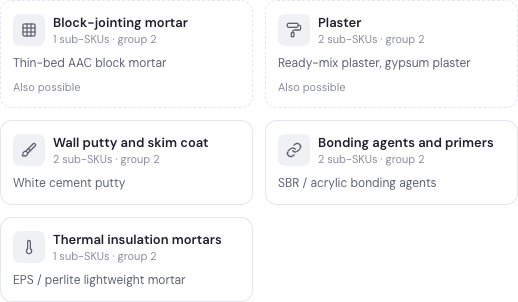 Block-jointing mortar
1 sub-SKUs · group 2
Thin-bed AAC block mortar
Also possible
Plaster
2 sub-SKUs · group 2
Ready-mix plaster, gypsum plaster
Also possible
Wall putty and skim coat
2 sub-SKUs · group 2
White cement putty
Bonding agents and primers
2 sub-SKUs · group 2
SBR / acrylic bonding agents
Thermal insulation mortars
1 sub-SKUs · group 2
EPS / perlite lightweight mortar